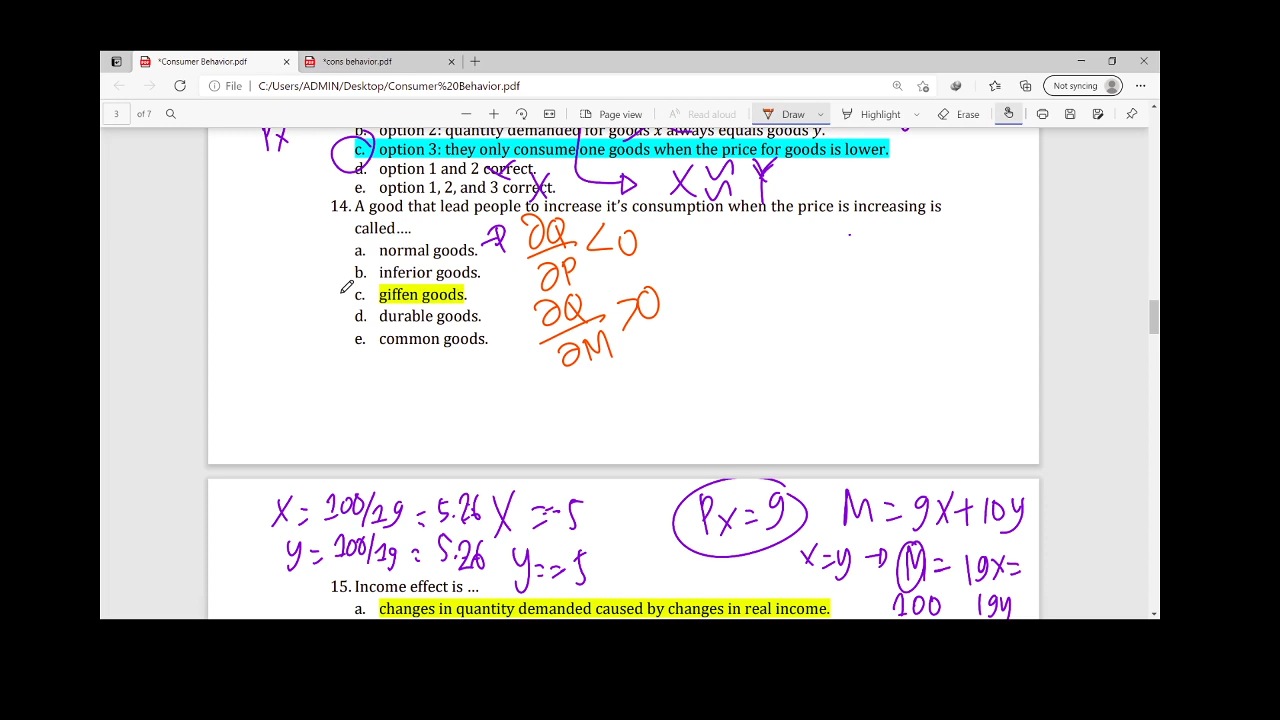 *Consumer Behavior.pdf
*cons behavior.pdf
File | C:/Users/ADMIN/Desktop/Consumer%20Behavior.pdf
Not syncing
3 of 7
Page view
Read aloud
Draw
Highlight
Erase
Px
b. option 2: quantity demanded for goods x always equals goods y.
c. option 3: they only consume one goods when the price for goods is lower.
d. option 1 and 2 correct.
e. option 1, 2, and 3 correct.
X Y
X
14. A good that lead people to increase it's consumption when the price is increasing is
called….
a. normal goods. → ∂Q/∂P < 0
b. inferior goods.
c. giffen goods. ∂Q/∂M > 0
d. durable goods.
e. common goods.
X = 100/19 = 5.26 X == 5
y = 100/19 = 5.26 y == 5
Px = 9
M = 9X + 10y
x = y → M = 19x =
100 19y
15. Income effect is …
a. changes in quantity demanded caused by changes in real income.